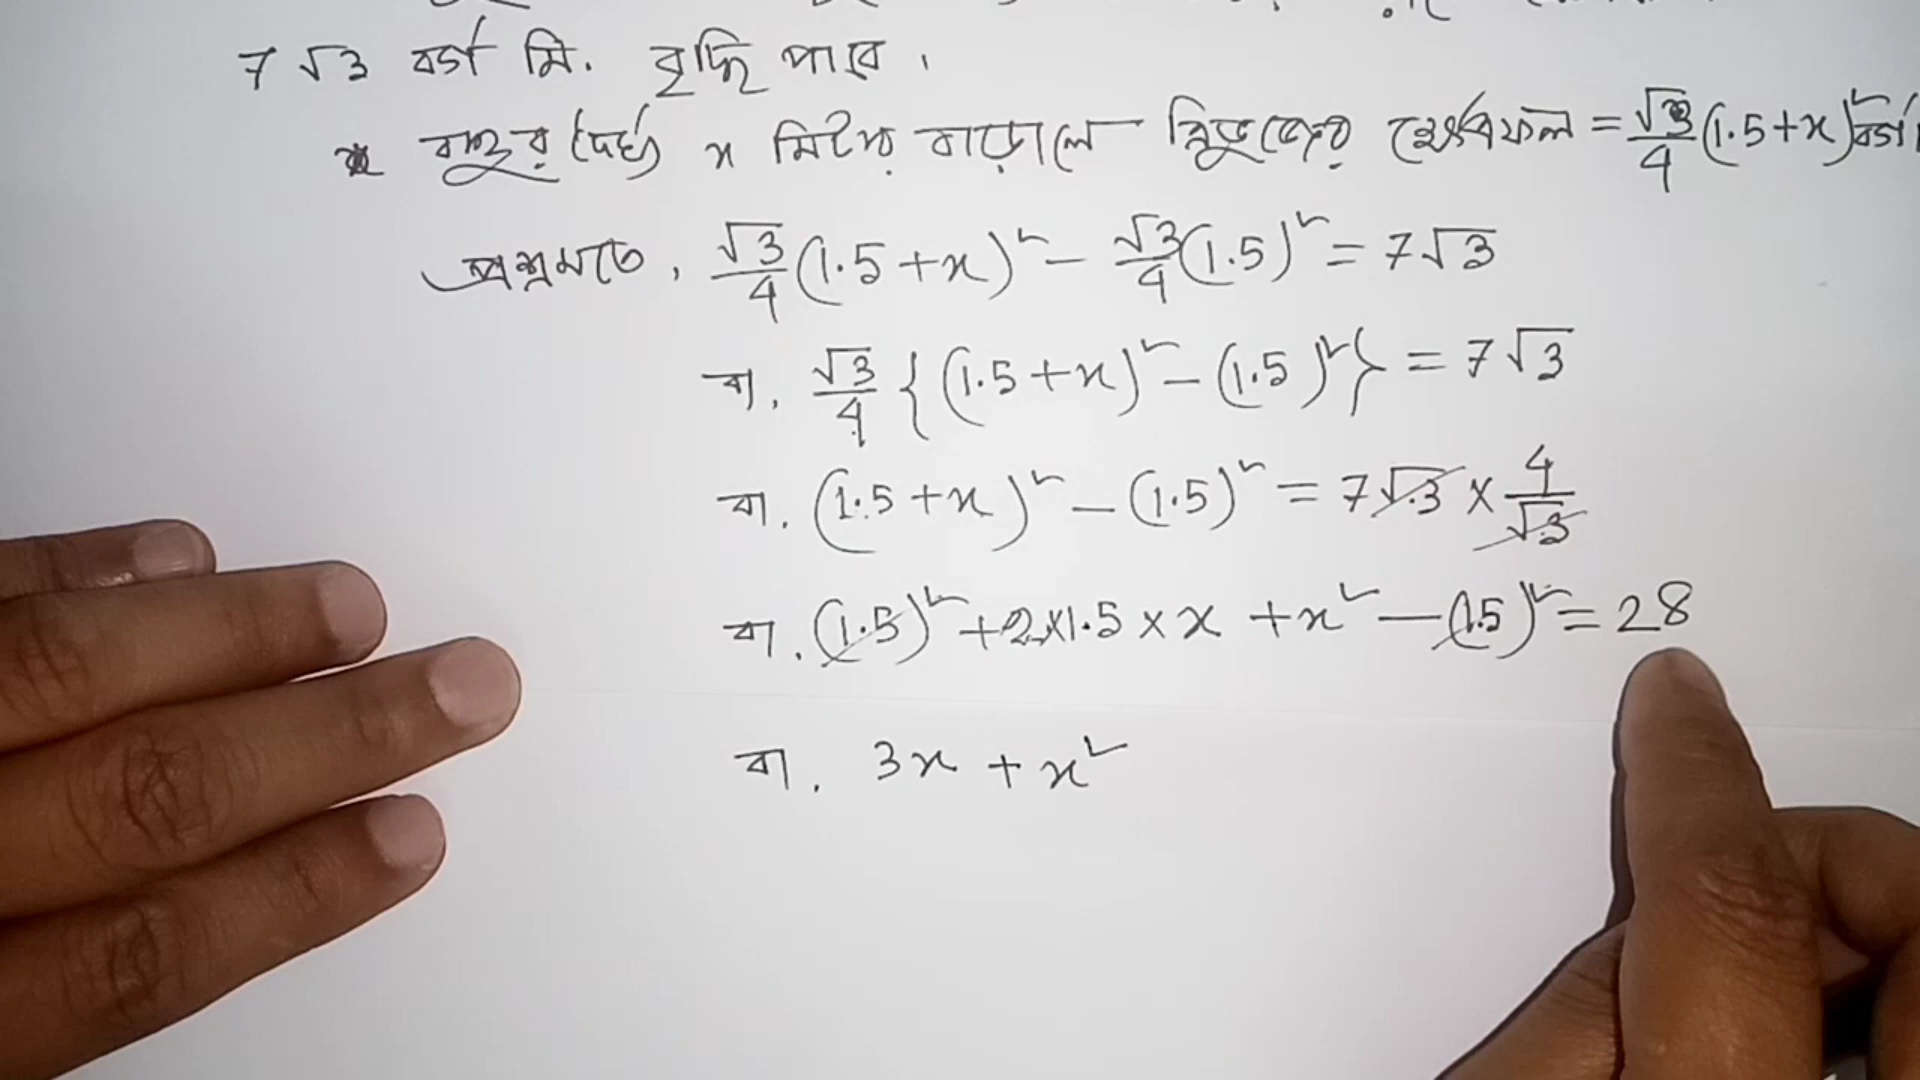 7√3 বর্গ মি. বৃদ্ধি পাবে।
বাহুর দৈর্ঘ্য x মিটার বাড়ালে ত্রিভুজের ক্ষেত্রফল = √3/4 (1.5+x)² বর্গ
প্রশ্নমতে, √3/4 (1.5+x)² - √3/4 (1.5)² = 7√3
বা, √3/4 {(1.5+x)² - (1.5)²} = 7√3
বা, (1.5+x)² - (1.5)² = 7√3 × 4/√3
বা, (1.5)² + 2×1.5×x + x² - (1.5)² = 28
বা, 3x + x²